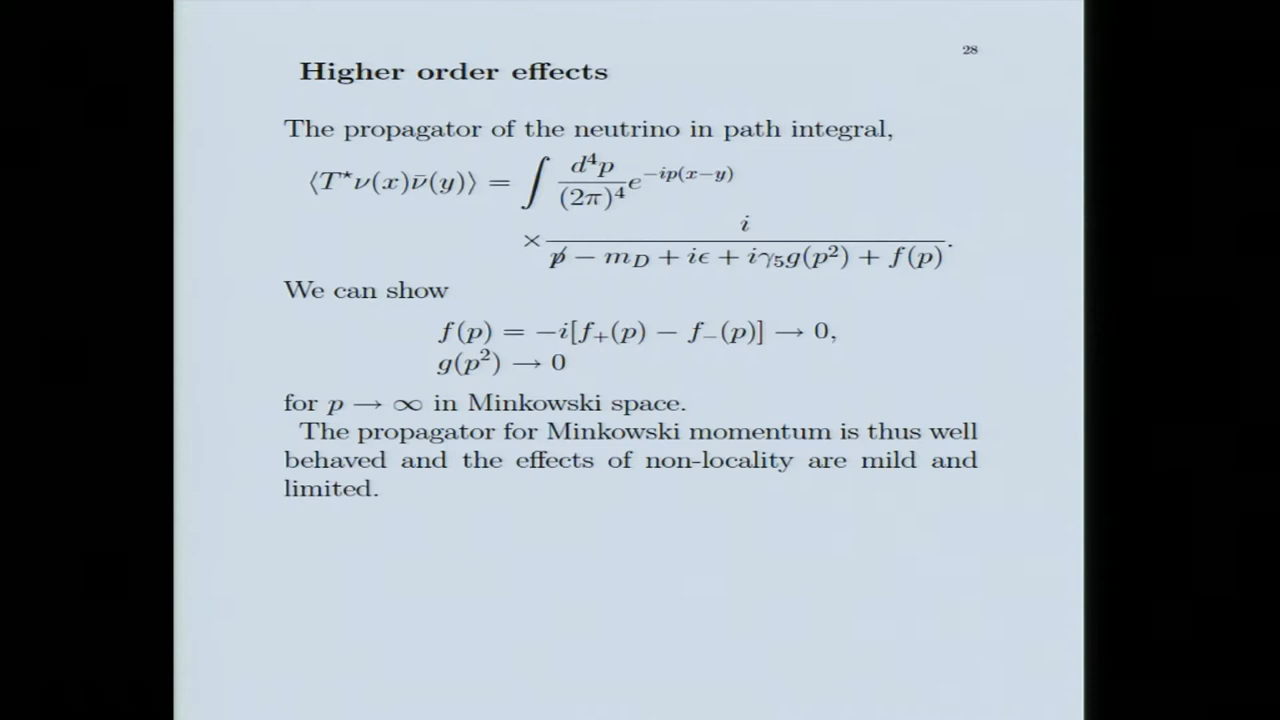 28
Higher order effects
The propagator of the neutrino in path integral,
⟨T⋆ν(x)ν̄(y)⟩ = ∫ d⁴p/(2π)⁴ e^{−ip(x−y)}
× i/(p̸ − m_D + iϵ + iγ₅g(p²) + f(p)).
We can show
f(p) = −i[f₊(p) − f₋(p)] → 0,
g(p²) → 0
for p → ∞ in Minkowski space.
The propagator for Minkowski momentum is thus well
behaved and the effects of non-locality are mild and
limited.